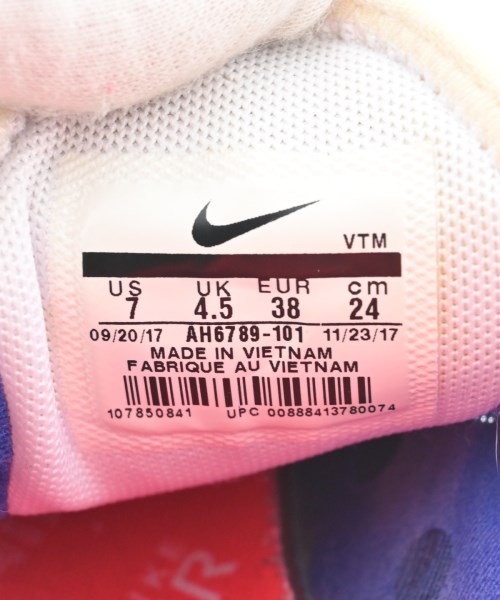 VTM
US UK EUR cm
7 4.5 38 24
09/20/17 AH6789-101 11/23/17
MADE IN VIETNAM
FABRIQUE AU VIETNAM
107850841 UPC 00888413780074